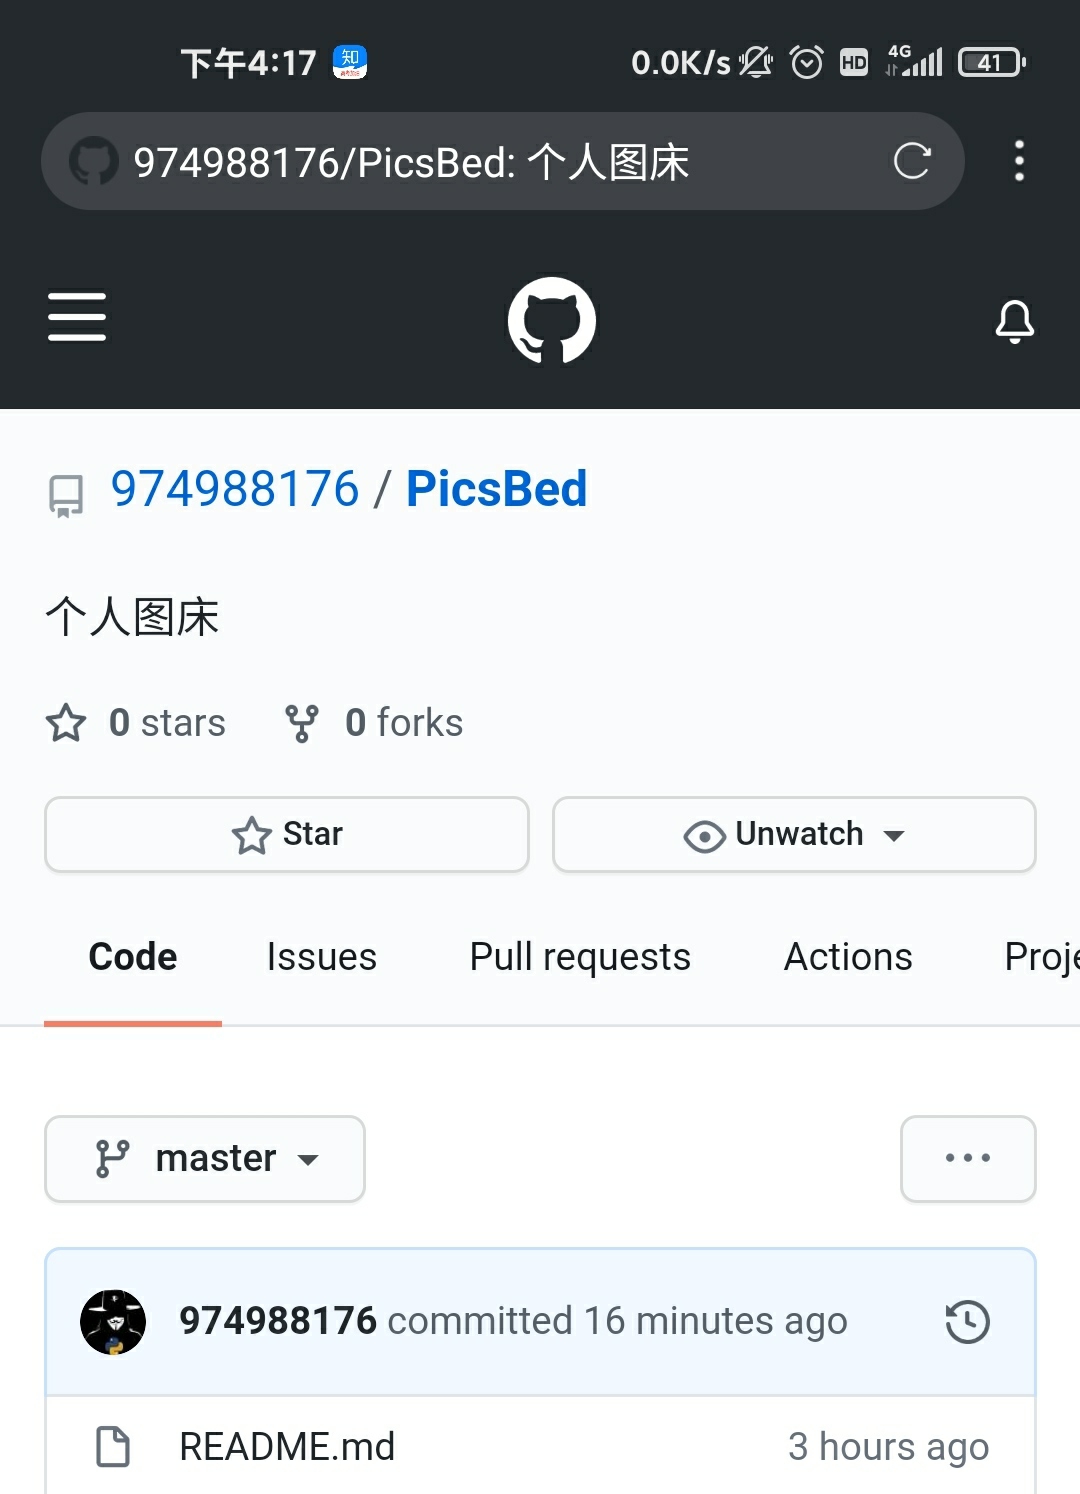 下午4:17 知 0.0K/s HD 4G 41
974988176/PicsBed: 个人图床
974988176 / PicsBed
个人图床
0 stars 0 forks
Star Unwatch
Code Issues Pull requests Actions Proje
master
974988176 committed 16 minutes ago
README.md 3 hours ago